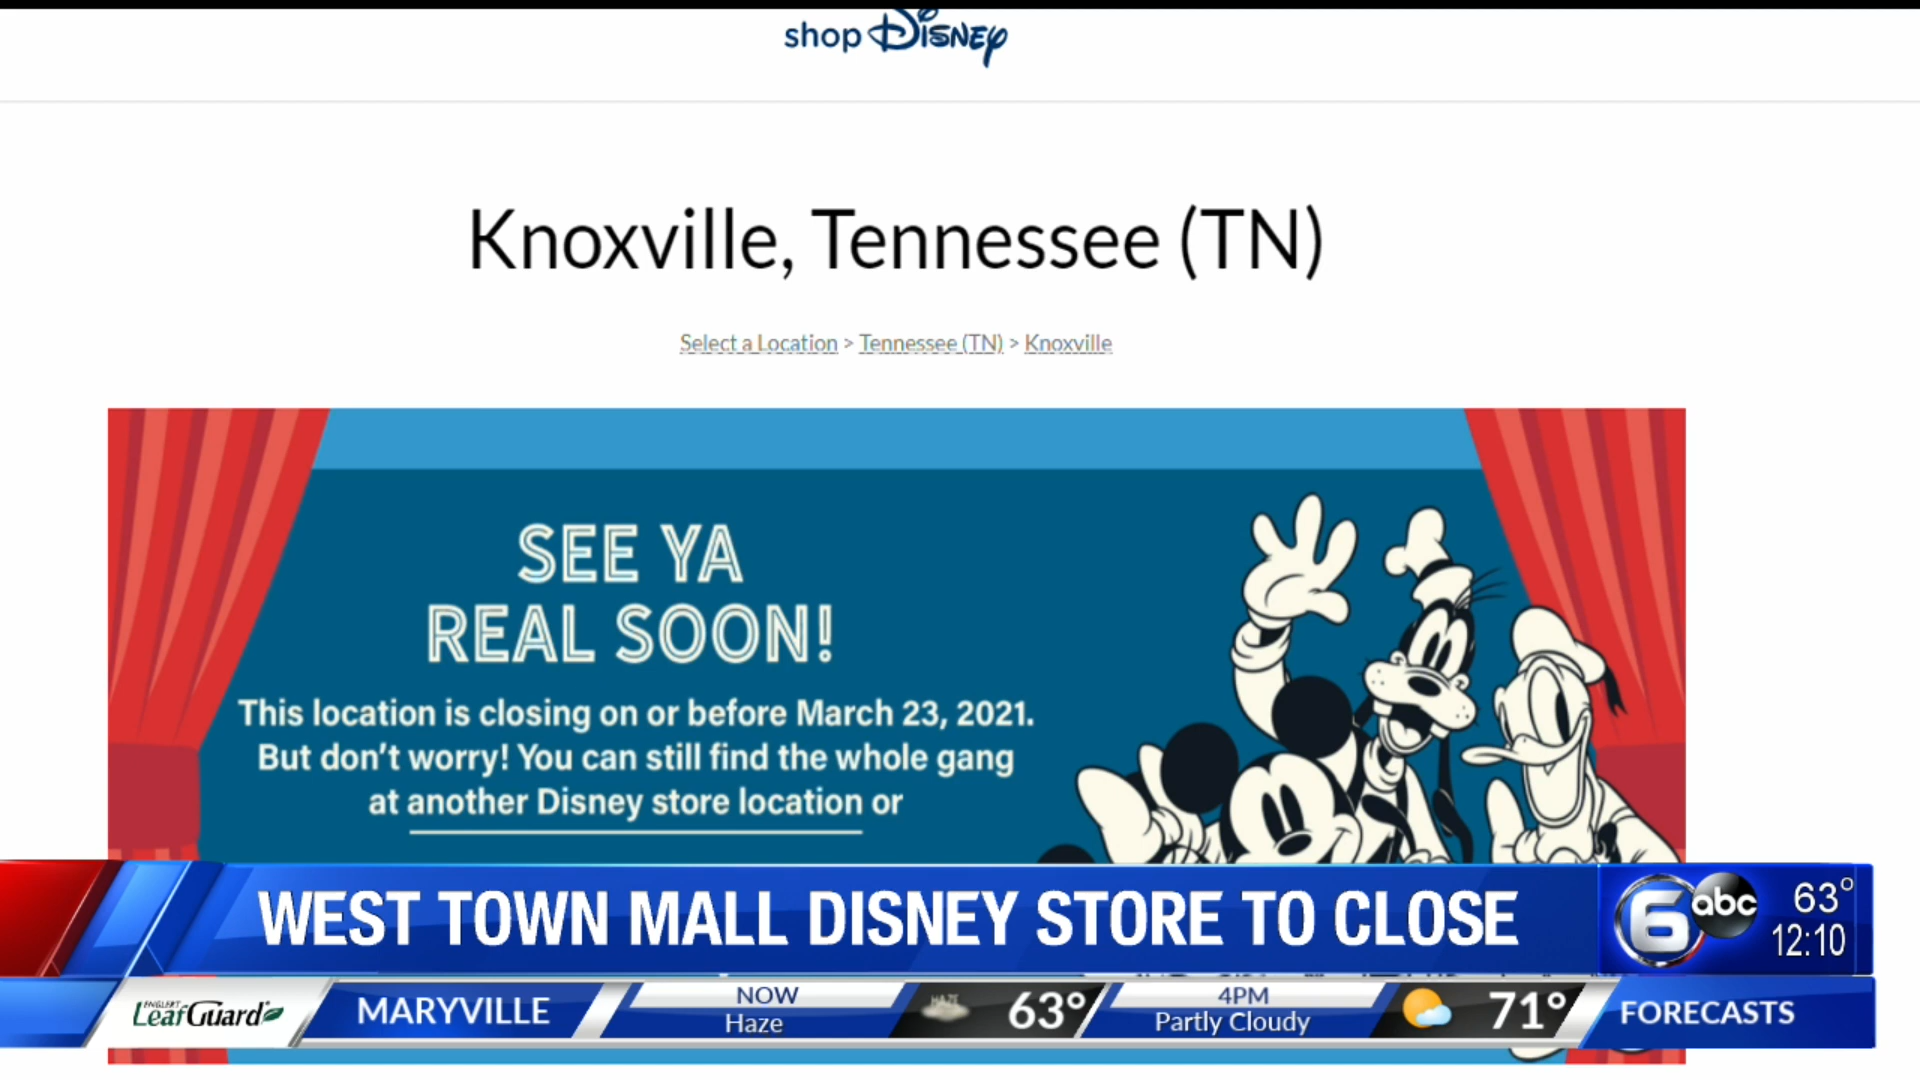 shop Disney
Knoxville, Tennessee (TN)
Select a Location > Tennessee (TN) > Knoxville
SEE YA
REAL SOON!
This location is closing on or before March 23, 2021.
But don't worry! You can still find the whole gang
at another Disney store location or
WEST TOWN MALL DISNEY STORE TO CLOSE
6 abc
63°
12:10
ENGLERT
LeafGuard
MARYVILLE
NOW
Haze
HAZE
63°
4PM
Partly Cloudy
71°
FORECASTS